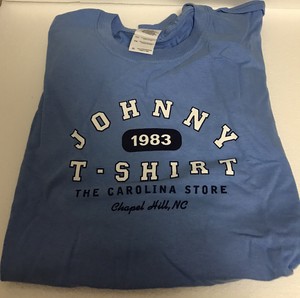 JOHNNY
1983
T-SHIRT
THE CAROLINA STORE
Chapel Hill, NC